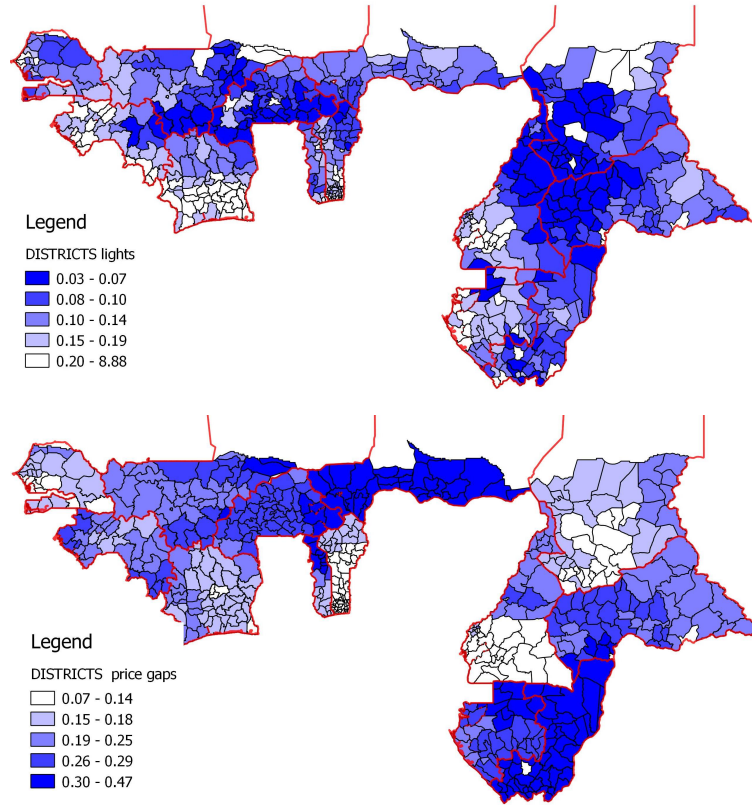 Legend
DISTRICTS lights
0.03 - 0.07
0.08 - 0.10
0.10 - 0.14
0.15 - 0.19
0.20 - 8.88
Legend
DISTRICTS price gaps
0.07 - 0.14
0.15 - 0.18
0.19 - 0.25
0.26 - 0.29
0.30 - 0.47